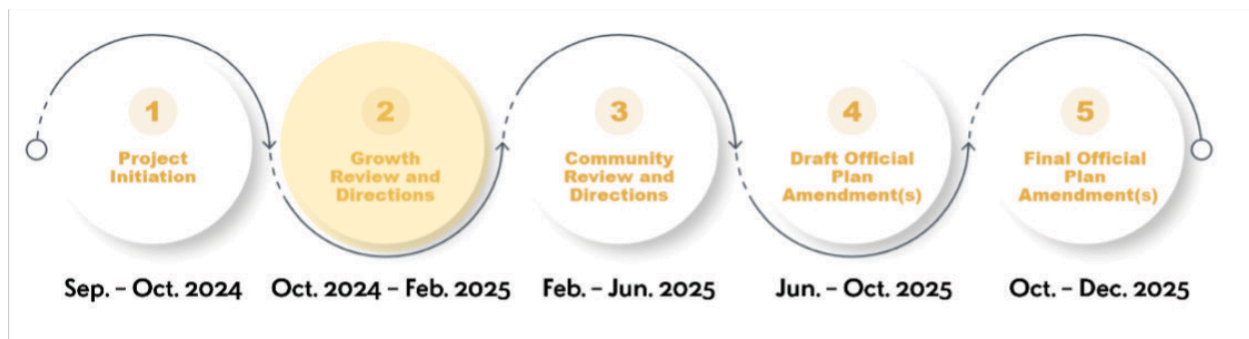 1
Project
Initiation
Sep. – Oct. 2024
2
Growth
Review and
Directions
Oct. 2024 – Feb. 2025
3
Community
Review and
Directions
Feb. – Jun. 2025
4
Draft Official
Plan
Amendment(s)
Jun. – Oct. 2025
5
Final Official
Plan
Amendment(s)
Oct. – Dec. 2025